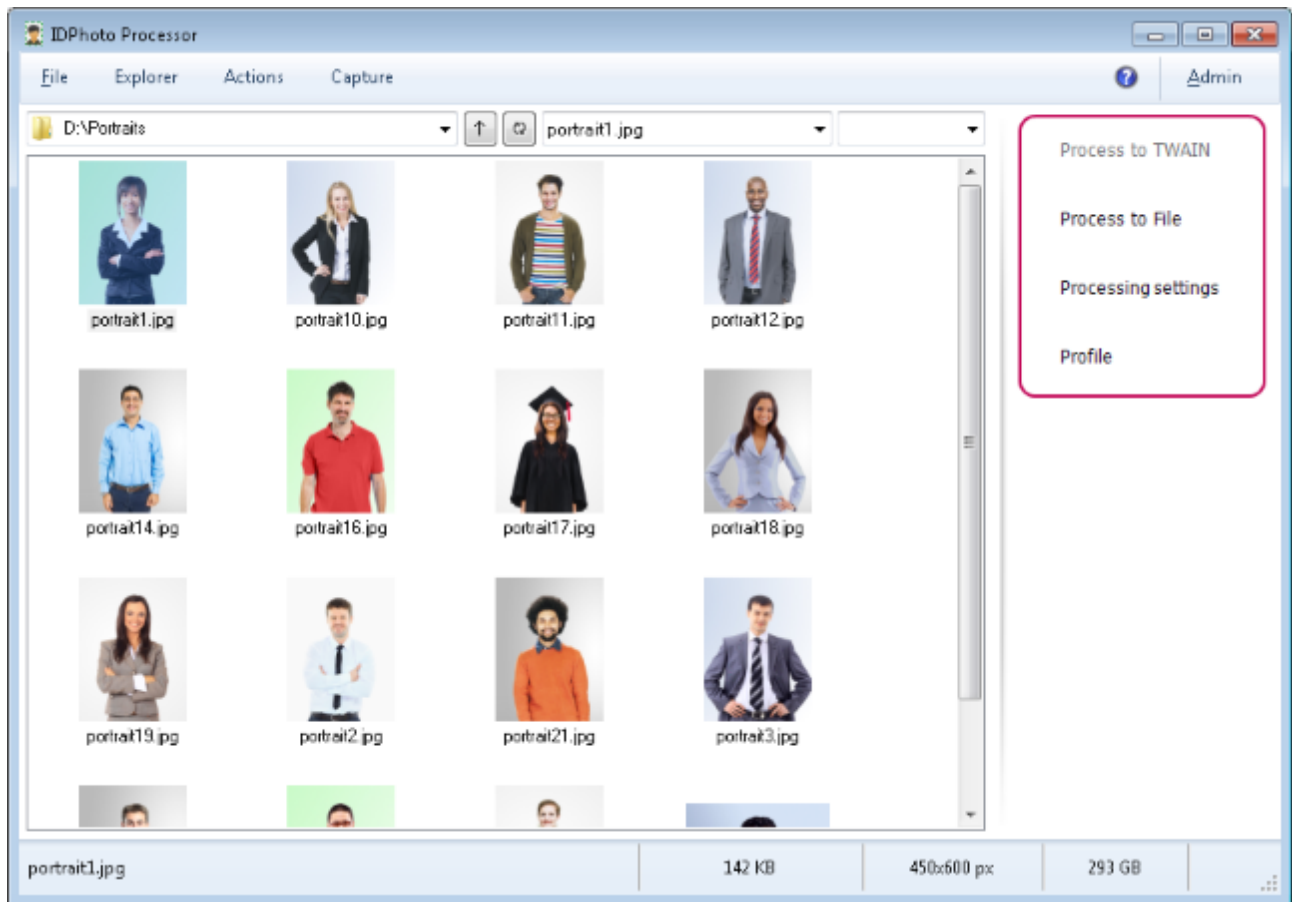 IDPhoto Processor
File Explorer Actions Capture Admin
D:\Portraits portrait1.jpg
Process to TWAIN
Process to File
Processing settings
Profile
portrait1.jpg portrait10.jpg portrait11.jpg portrait12.jpg
portrait14.jpg portrait16.jpg portrait17.jpg portrait18.jpg
portrait19.jpg portrait2.jpg portrait21.jpg portrait3.jpg
portrait1.jpg 142 KB 450x600 px 293 GB